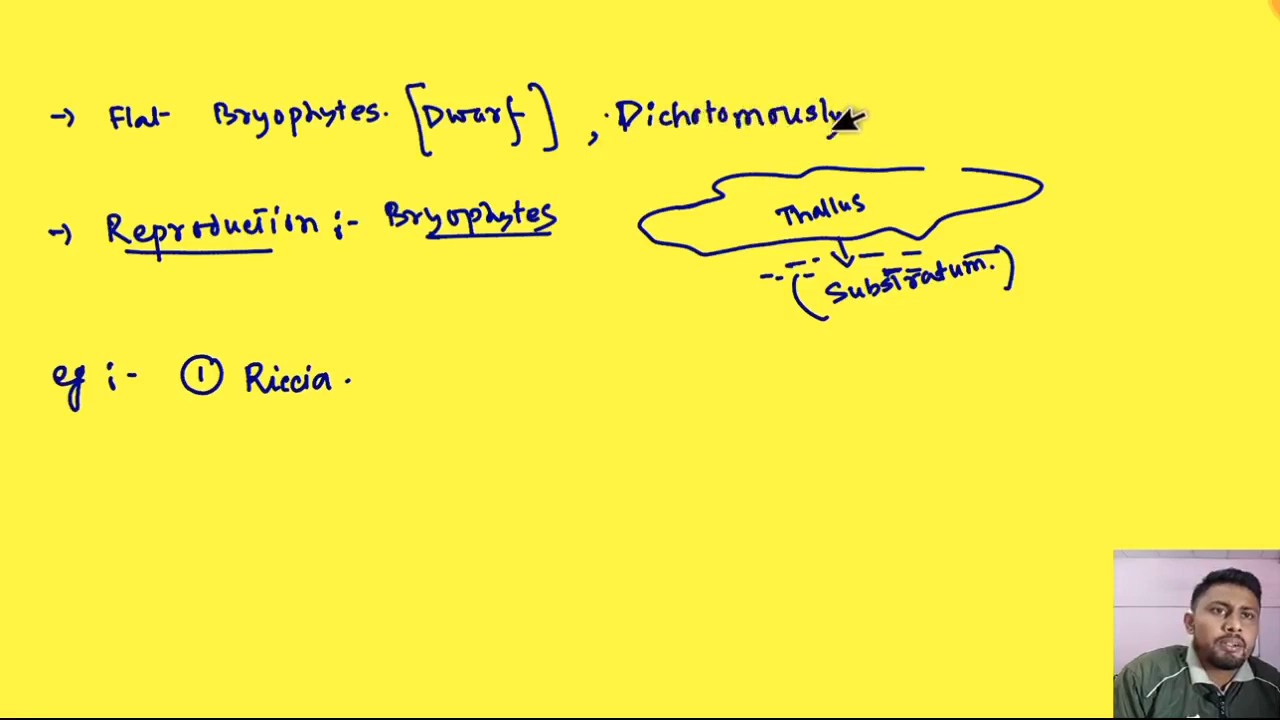 → Flat Bryophytes. [Dwarf], Dichotomously
Thallus
→ Reproduction :- Bryophytes
(Substratum.)
eg :- ① Riccia.